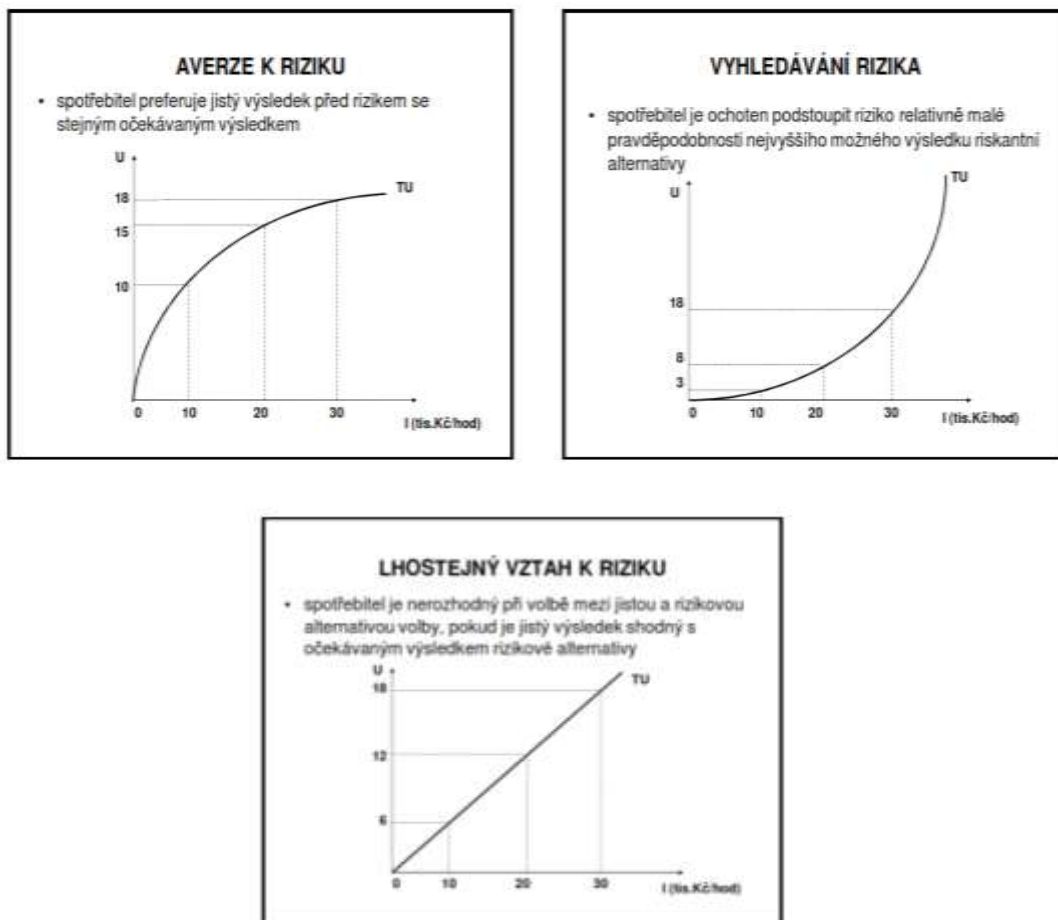 AVERZE K RIZIKU
• spotřebitel preferuje jistý výsledek před rizikem se
stejným očekávaným výsledkem
U
TU
18
15
10
0 10 20 30
I (tis.Kč/hod)
VYHLEDÁVÁNÍ RIZIKA
• spotřebitel je ochoten podstoupit riziko relativně malé
pravděpodobnosti nejvyššího možného výsledku riskantní
alternativy
U
TU
18
8
3
0 10 20 30
I (tis.Kč/hod)
LHOSTEJNÝ VZTAH K RIZIKU
• spotřebitel je nerozhodný při volbě mezi jistou a rizikovou
alternativou volby, pokud je jistý výsledek shodný s
očekávaným výsledkem rizikové alternativy
U
TU
18
12
6
0 10 20 30
I (tis.Kč/hod)